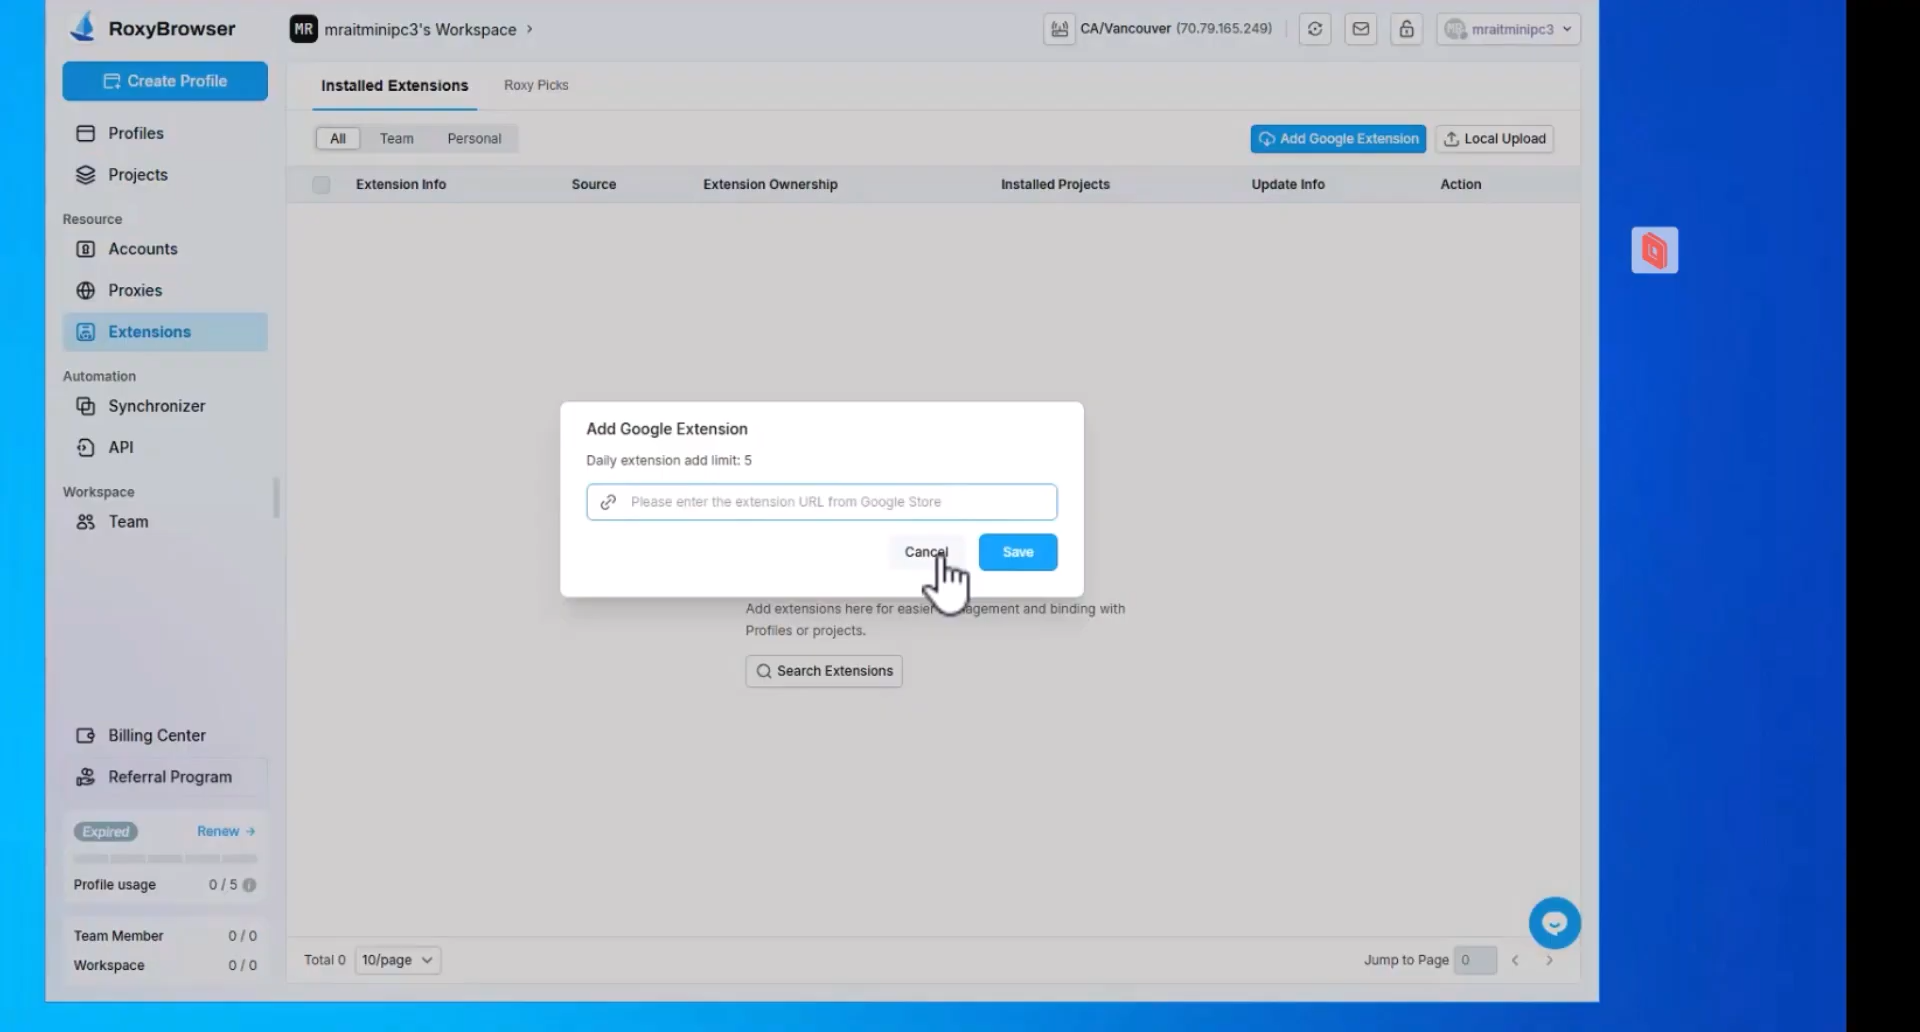 RoxyBrowser
MR mraitminipc3's Workspace
CA/Vancouver (70.79.165.249)
mraitminipc3
Create Profile
Installed Extensions
Roxy Picks
Profiles
All
Team
Personal
Add Google Extension
Local Upload
Projects
Extension Info
Source
Extension Ownership
Installed Projects
Update Info
Action
Resource
Accounts
Proxies
Extensions
Automation
Synchronizer
API
Workspace
Team
Add Google Extension
Daily extension add limit: 5
Please enter the extension URL from Google Store
Cancel
Save
Add extensions here for easier and binding with
Profiles or projects.
Search Extensions
Billing Center
Referral Program
Expired
Renew
Profile usage 0 / 5
Team Member 0 / 0
Workspace 0 / 0
Total 0
10/page
Jump to Page 0